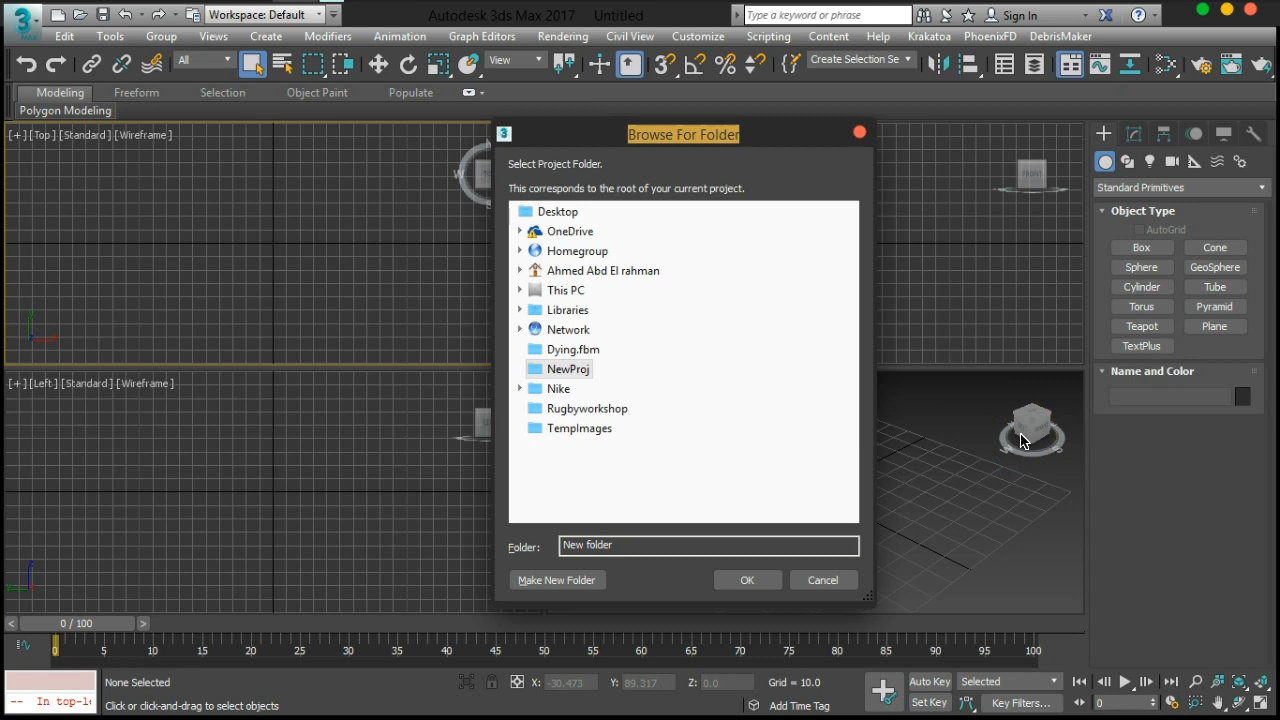 3
MAX
Workspace: Default
Autodesk 3ds Max 2017 Untitled
Type a keyword or phrase
Sign In
Edit Tools Group Views Create Modifiers Animation Graph Editors Rendering Civil View Customize Scripting Content Help Krakatoa PhoenixFD DebrisMaker
All
View
3
Create Selection Se
Modeling Freeform Selection Object Paint Populate
Polygon Modeling
[+][Top][Standard][Wireframe]
W
FRONT
[+][Left][Standard][Wireframe]
3 Browse For Folder
Select Project Folder.
This corresponds to the root of your current project.
Desktop
OneDrive
Homegroup
Ahmed Abd El rahman
This PC
Libraries
Network
Dying.fbm
NewProj
Nike
Rugbyworkshop
TempImages
Folder: New folder
Make New Folder OK Cancel
Standard Primitives
Object Type
AutoGrid
Box Cone
Sphere GeoSphere
Cylinder Tube
Torus Pyramid
Teapot Plane
TextPlus
Name and Color
< 0 / 100 >
0 5 10 15 20 25 30 35 40 45 50 55 60 65 70 75 80 85 90 95 100
None Selected
X: -30.473 Y: 89.317 Z: 0.0 Grid = 10.0
Auto Key Selected
-- In top-l
Click or click-and-drag to select objects
Add Time Tag
Set Key Key Filters... 0